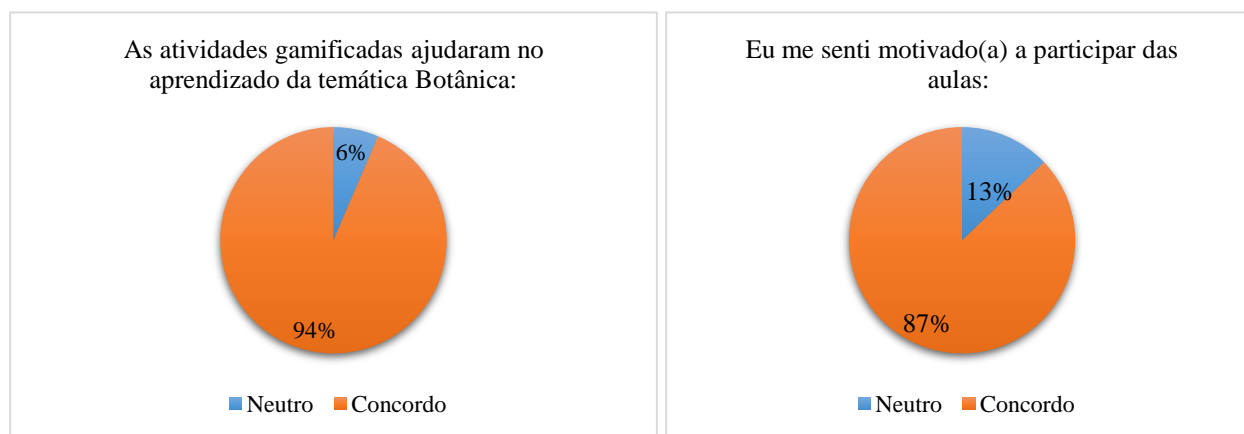 As atividades gamificadas ajudaram no
aprendizado da temática Botânica:
6%
94%
Neutro Concordo
Eu me senti motivado(a) a participar das
aulas:
13%
87%
Neutro Concordo